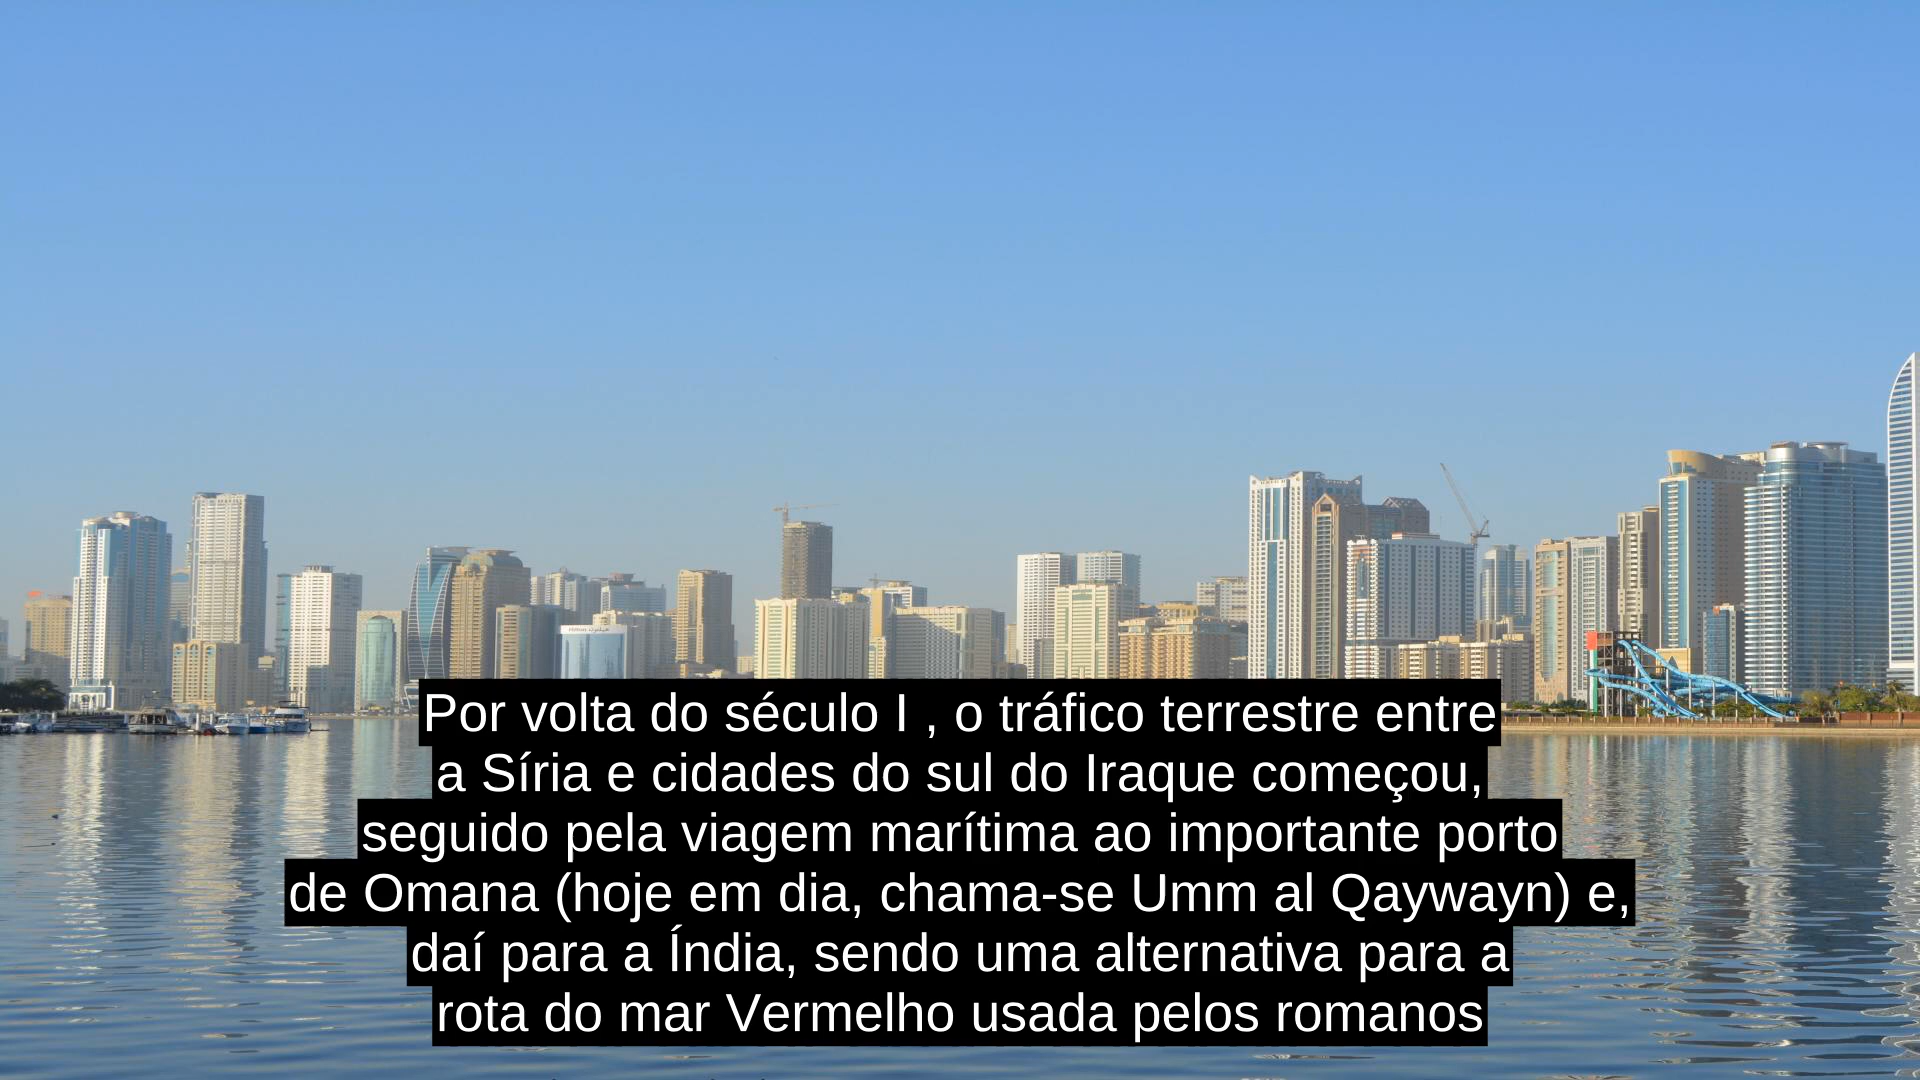 Hilton
Por volta do século I , o tráfico terrestre entre
a Síria e cidades do sul do Iraque começou,
seguido pela viagem marítima ao importante porto
de Omana (hoje em dia, chama-se Umm al Qaywayn) e,
daí para a Índia, sendo uma alternativa para a
rota do mar Vermelho usada pelos romanos